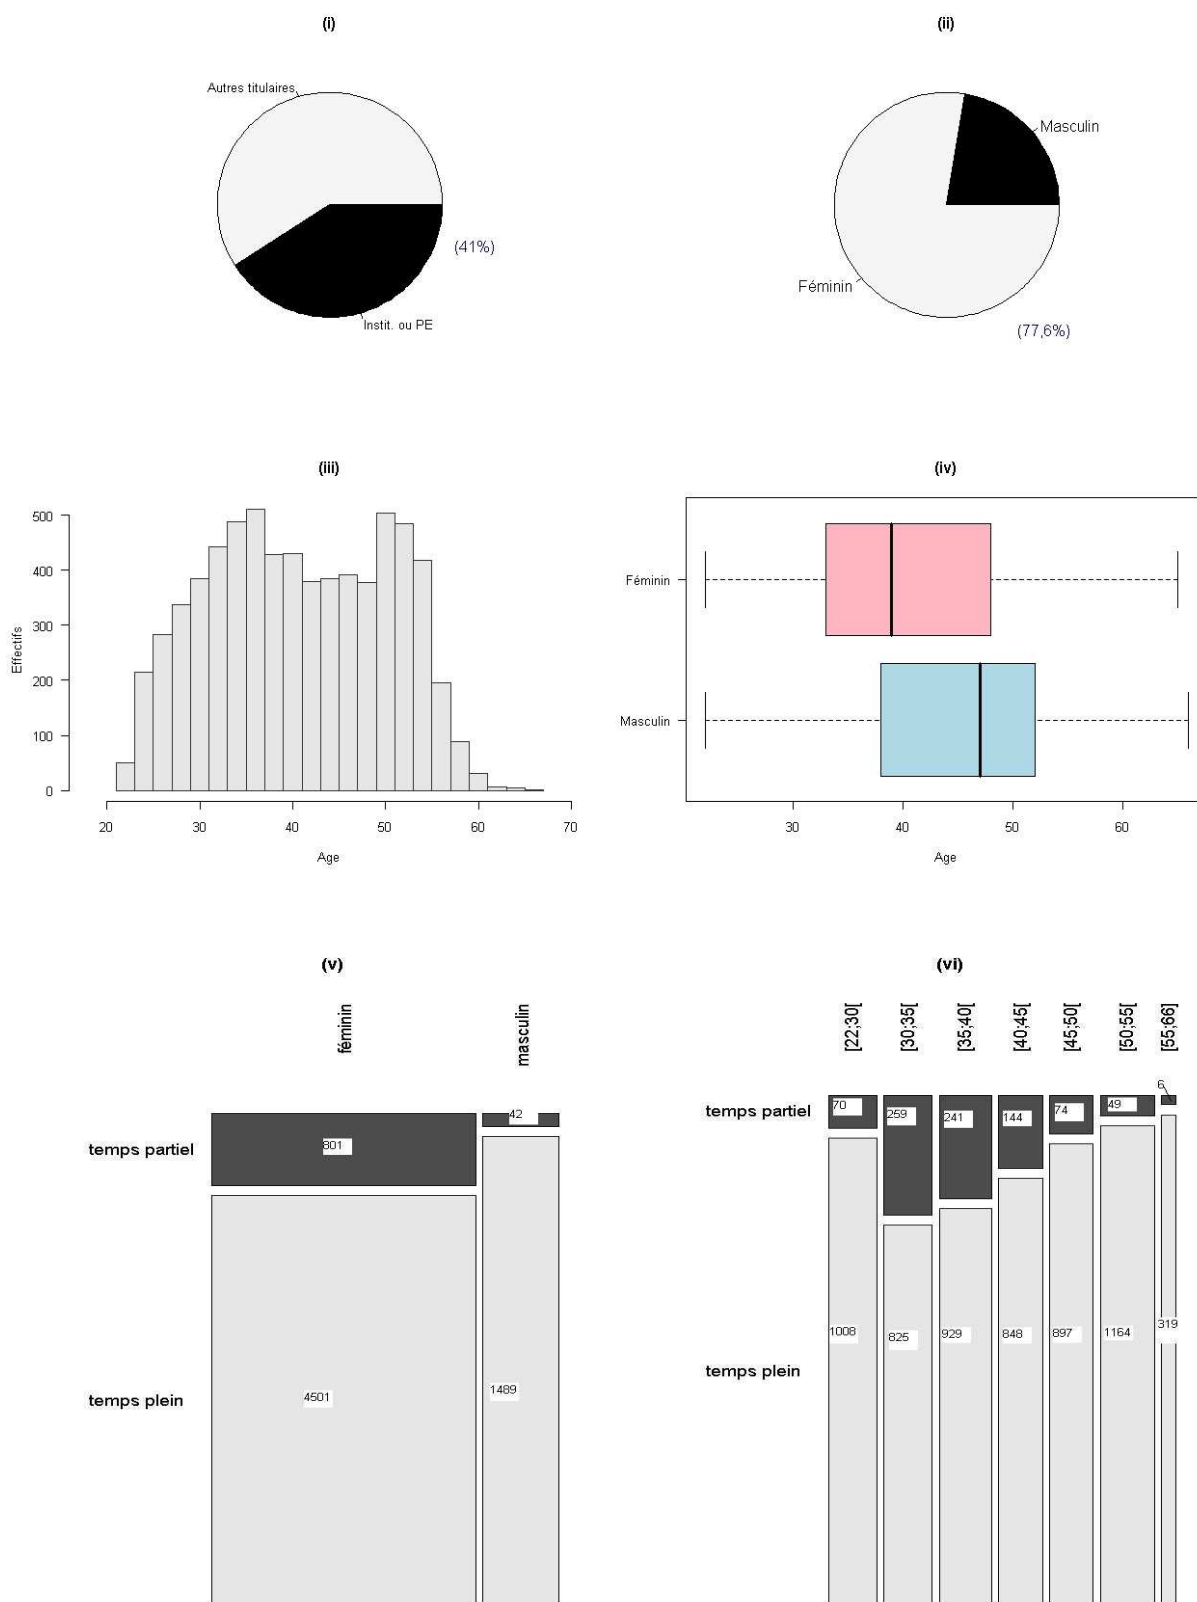 (i)
Autres titulaires
(41%)
Instit. ou PE
(ii)
Masculin
Féminin
(77,6%)
(iii)
500
400
300
200
100
0
Effectifs
20 30 40 50 60 70
Age
(iv)
Féminin
Masculin
30 40 50 60
Age
(v)
féminin masculin
temps partiel
801 42
temps plein
4501 1489
(vi)
[22;30[ [30;35[ [35;40[ [40;45[ [45;50[ [50;55[ [55;66]
temps partiel
70 259 241 144 74 49 6
temps plein
1008 825 929 848 897 1164 319